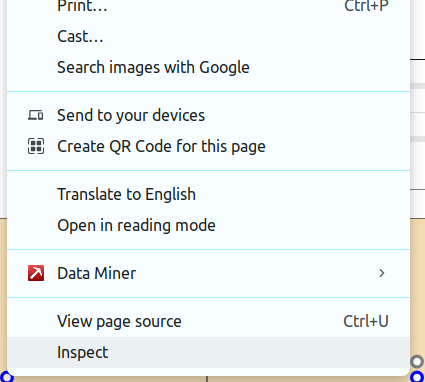 Print… Ctrl+P
Cast…
Search images with Google
Send to your devices
Create QR Code for this page
Translate to English
Open in reading mode
Data Miner
View page source Ctrl+U
Inspect